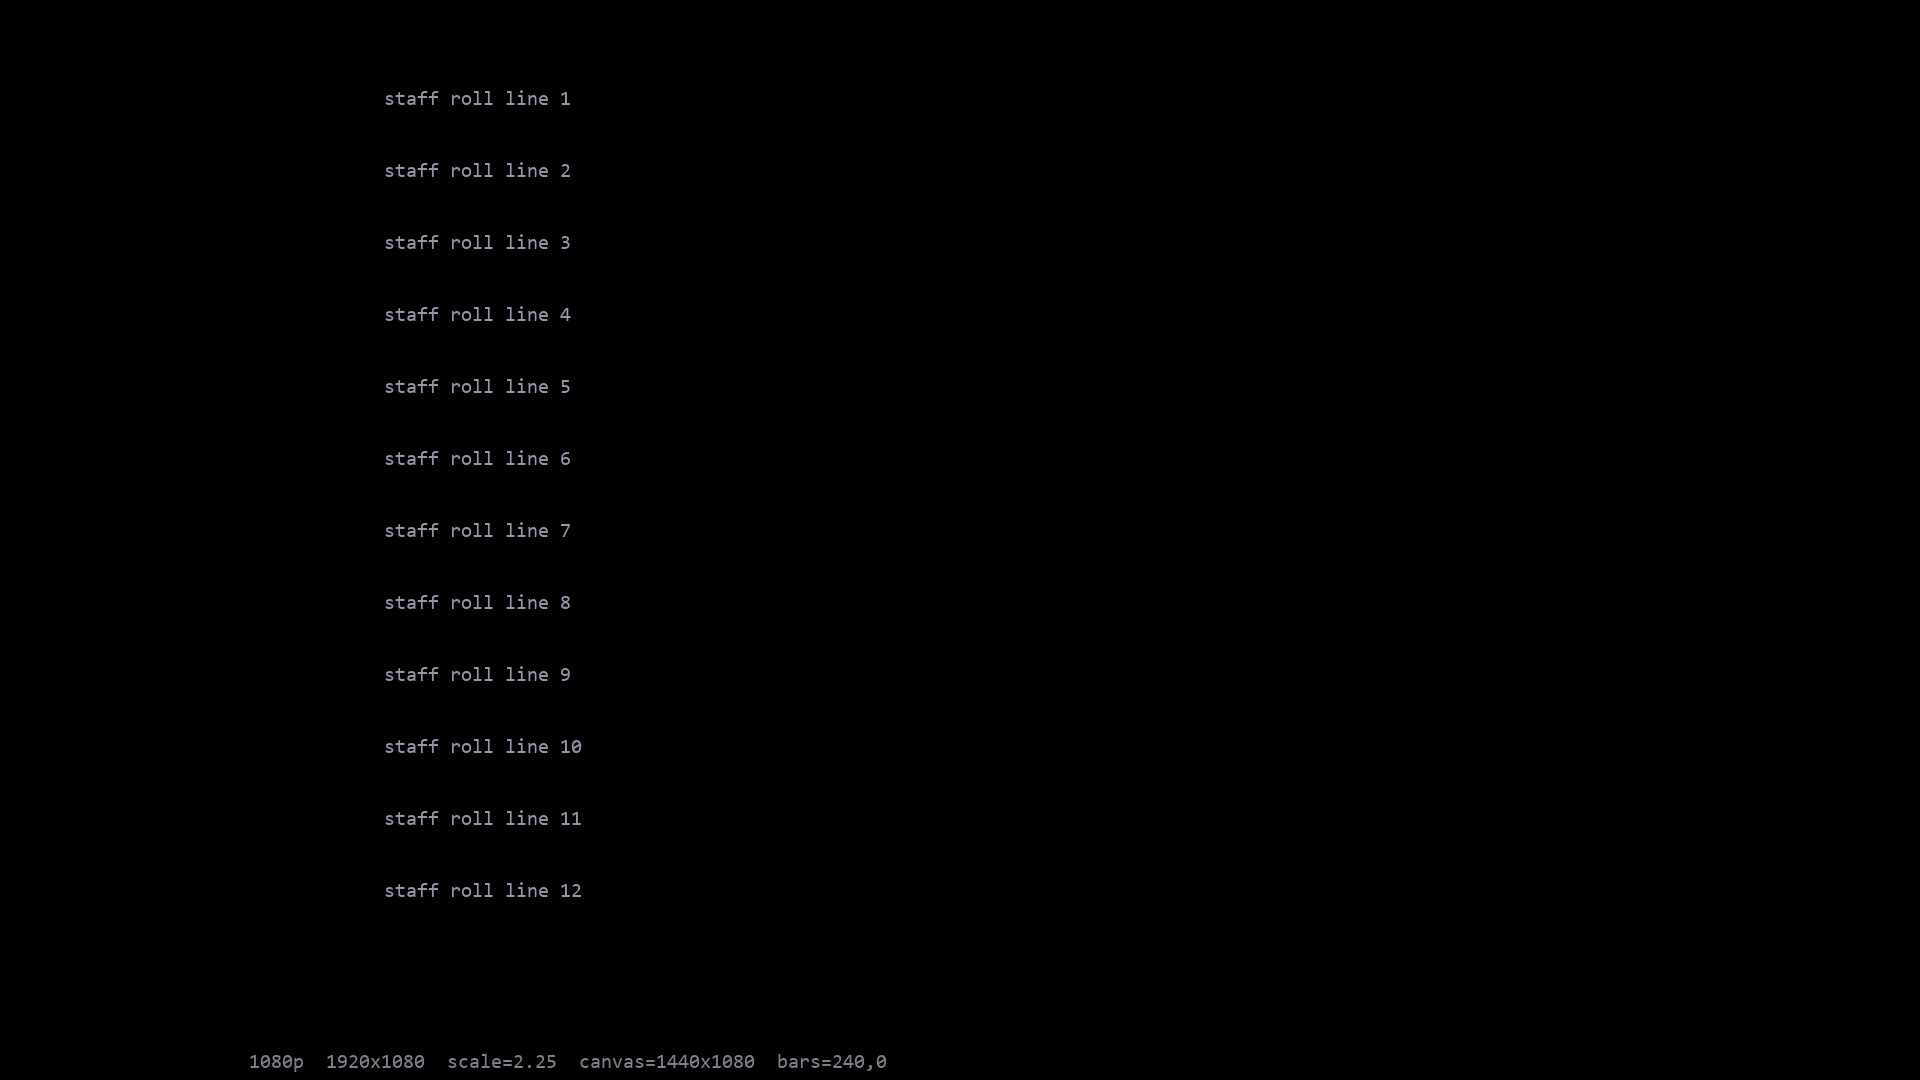 staff roll line 1
staff roll line 2
staff roll line 3
staff roll line 4
staff roll line 5
staff roll line 6
staff roll line 7
staff roll line 8
staff roll line 9
staff roll line 10
staff roll line 11
staff roll line 12
1080p  1920x1080  scale=2.25  canvas=1440x1080  bars=240,0